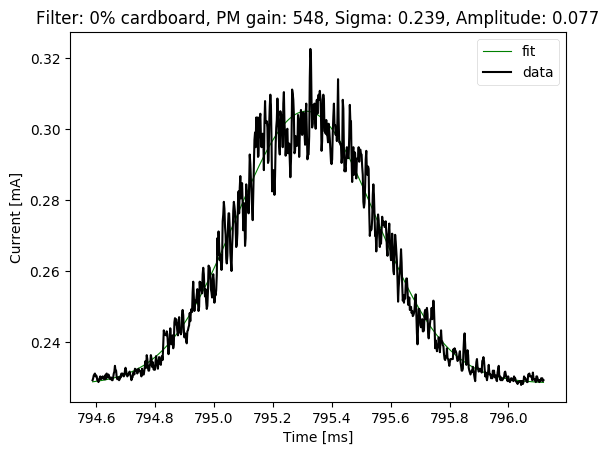 Filter: 0% cardboard, PM gain: 548, Sigma: 0.239, Amplitude: 0.077
fit
data
0.32
0.30
0.28
0.26
0.24
Current [mA]
794.6 794.8 795.0 795.2 795.4 795.6 795.8 796.0
Time [ms]